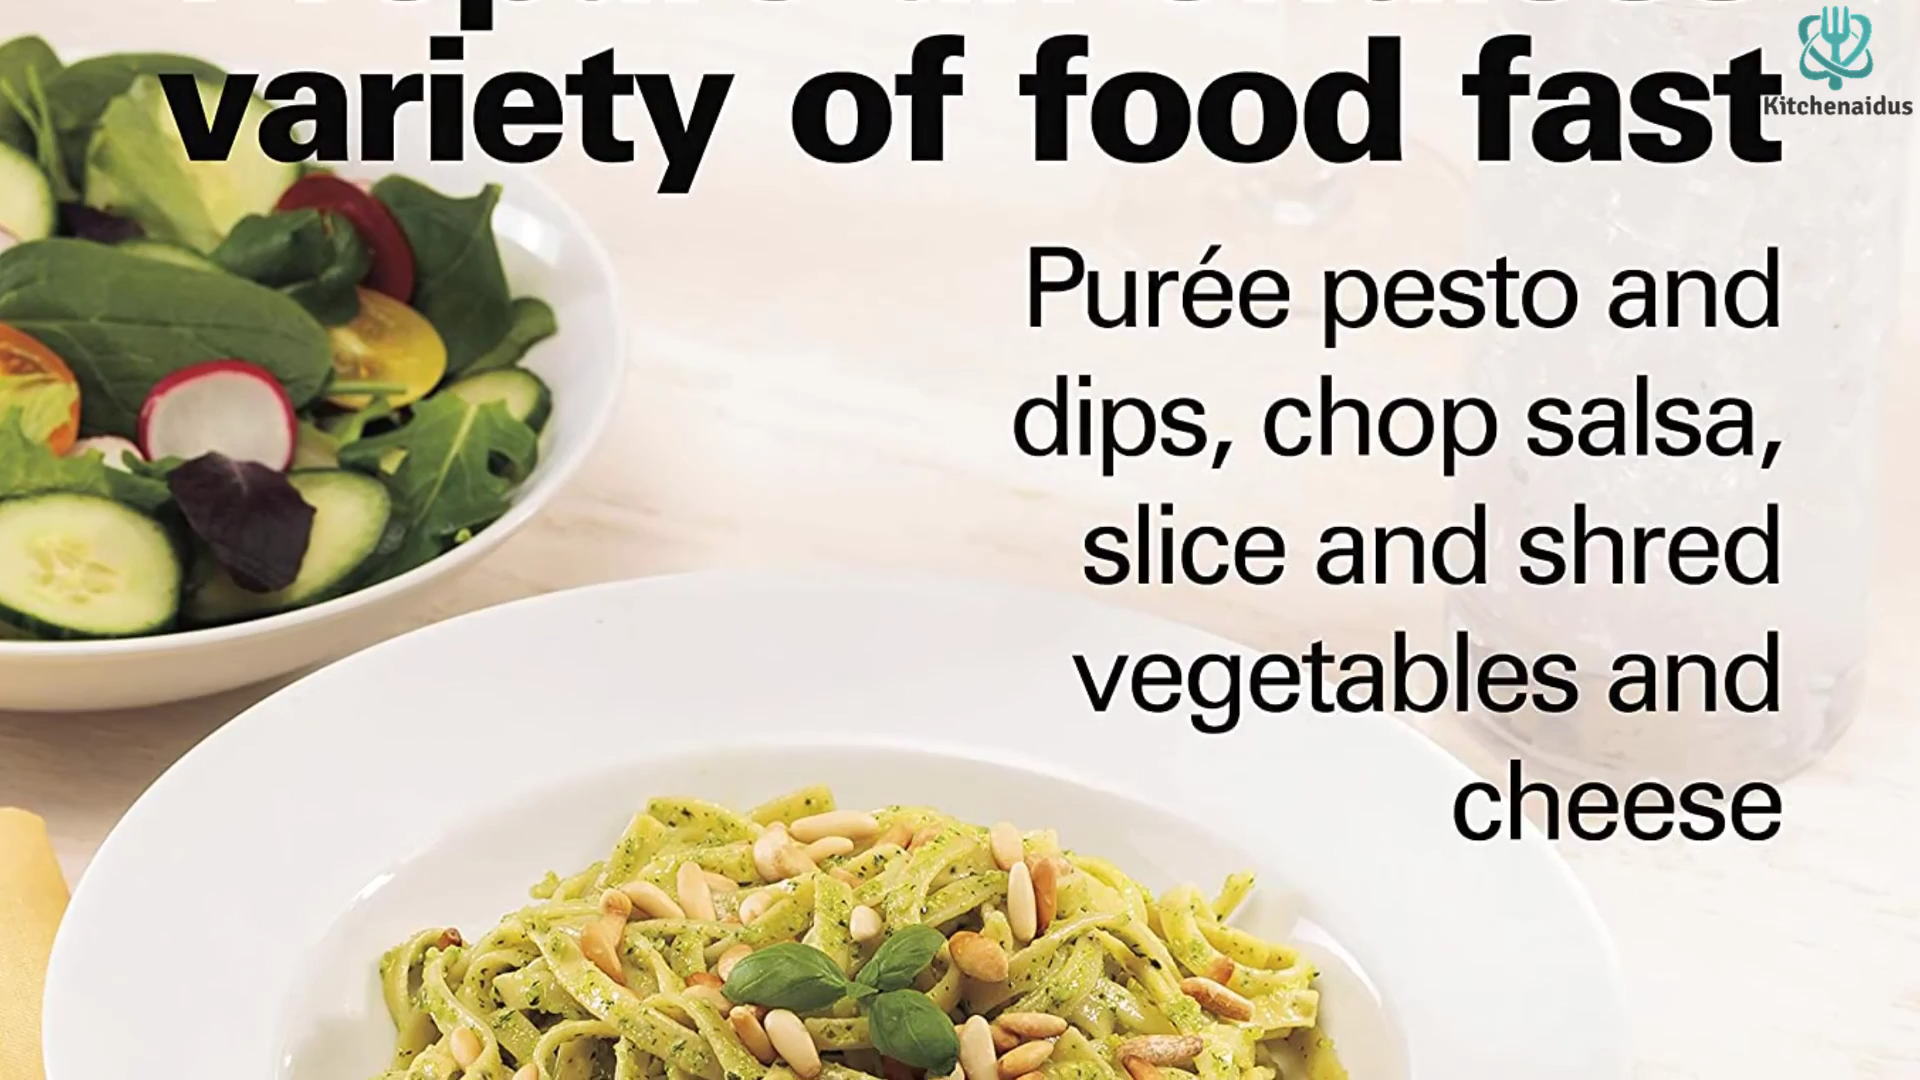 variety of food fast
Kitchenaidus
Purée pesto and
dips, chop salsa,
slice and shred
vegetables and
cheese